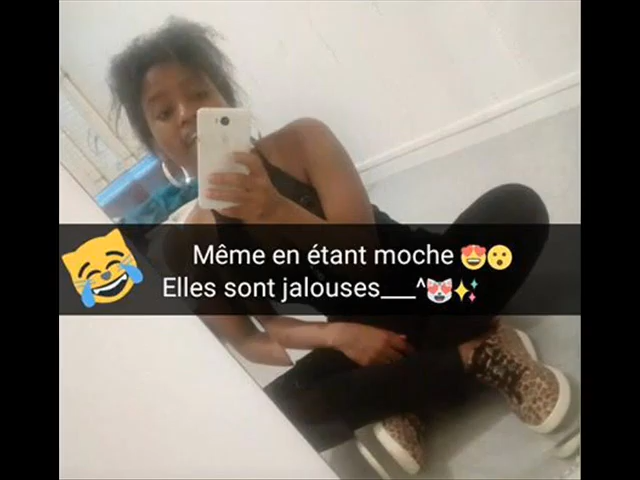 Même en étant moche 😍😮
Elles sont jalouses___^😻✨